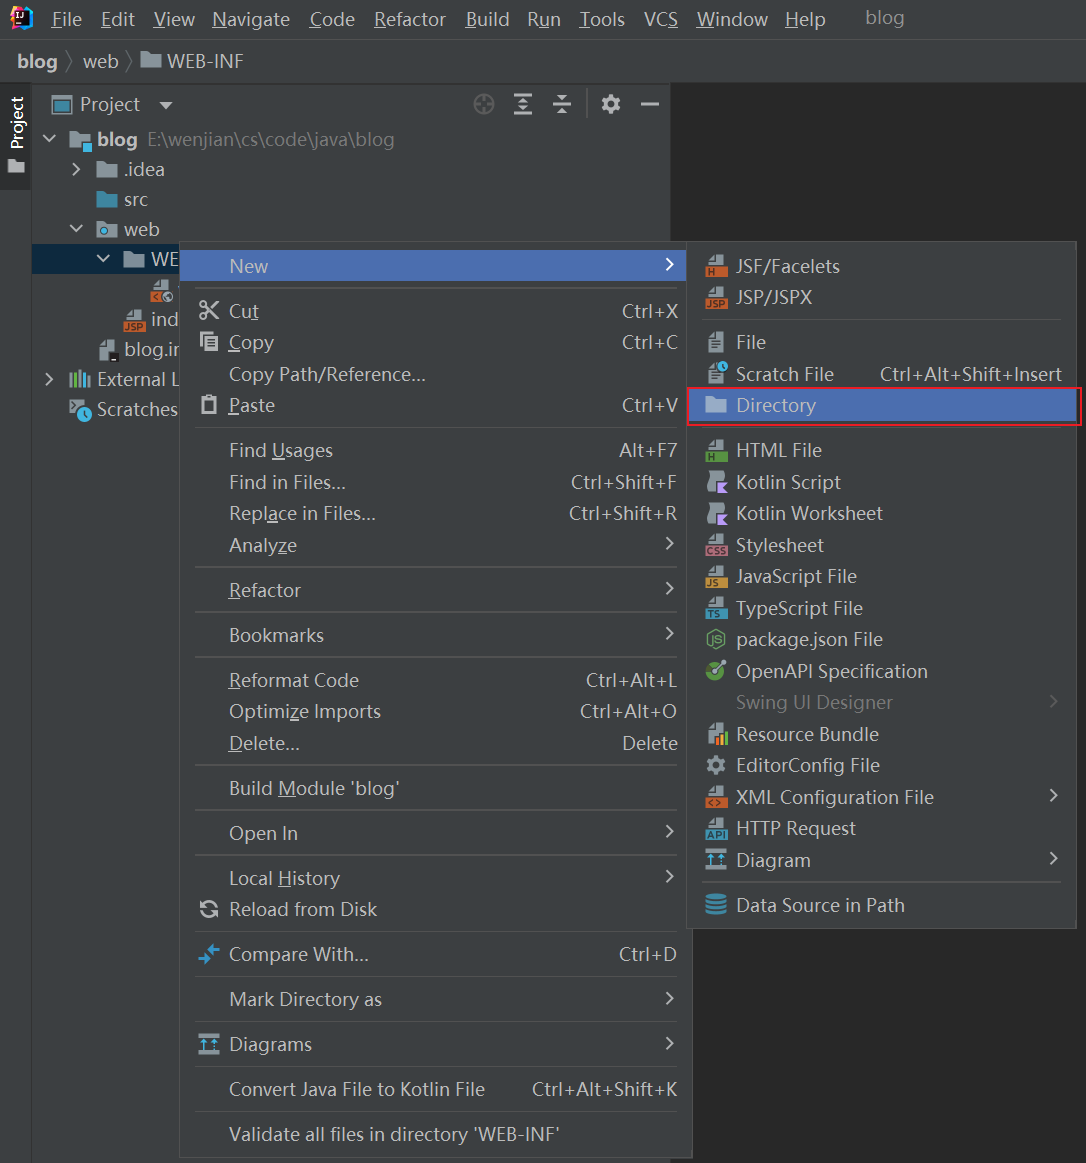 File Edit View Navigate Code Refactor Build Run Tools VCS Window Help blog
blog web WEB-INF
Project
Project
blog E:\wenjian\cs\code\java\blog
.idea
src
web
WE
ind
blog.in
External L
Scratches
New
Cut Ctrl+X
Copy Ctrl+C
Copy Path/Reference...
Paste Ctrl+V
Find Usages Alt+F7
Find in Files... Ctrl+Shift+F
Replace in Files... Ctrl+Shift+R
Analyze
Refactor
Bookmarks
Reformat Code Ctrl+Alt+L
Optimize Imports Ctrl+Alt+O
Delete... Delete
Build Module 'blog'
Open In
Local History
Reload from Disk
Compare With... Ctrl+D
Mark Directory as
Diagrams
Convert Java File to Kotlin File Ctrl+Alt+Shift+K
Validate all files in directory 'WEB-INF'
JSF/Facelets
JSP/JSPX
File
Scratch File Ctrl+Alt+Shift+Insert
Directory
HTML File
Kotlin Script
Kotlin Worksheet
Stylesheet
JavaScript File
TypeScript File
package.json File
OpenAPI Specification
Swing UI Designer
Resource Bundle
EditorConfig File
XML Configuration File
HTTP Request
Diagram
Data Source in Path